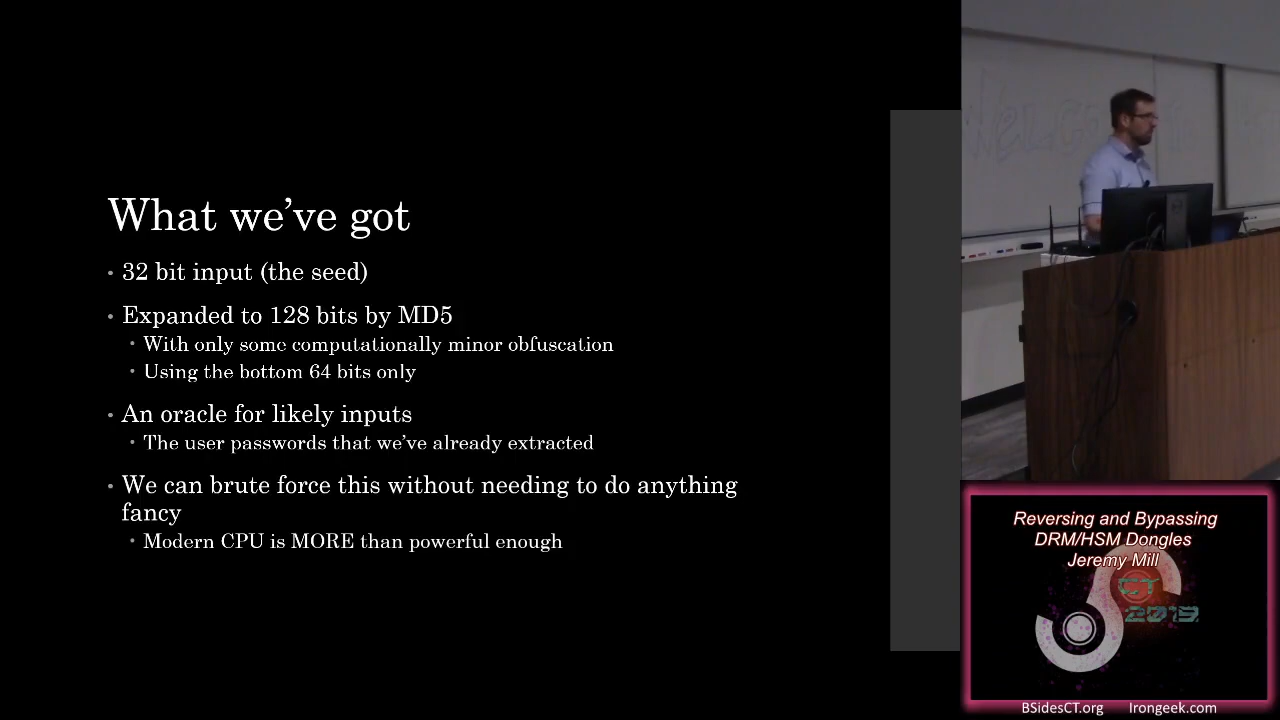 What we've got
• 32 bit input (the seed)
• Expanded to 128 bits by MD5
• With only some computationally minor obfuscation
• Using the bottom 64 bits only
• An oracle for likely inputs
• The user passwords that we've already extracted
• We can brute force this without needing to do anything
fancy
• Modern CPU is MORE than powerful enough
Reversing and Bypassing
DRM/HSM Dongles
Jeremy Mill
CT
2019
BSidesCT.org Irongeek.com